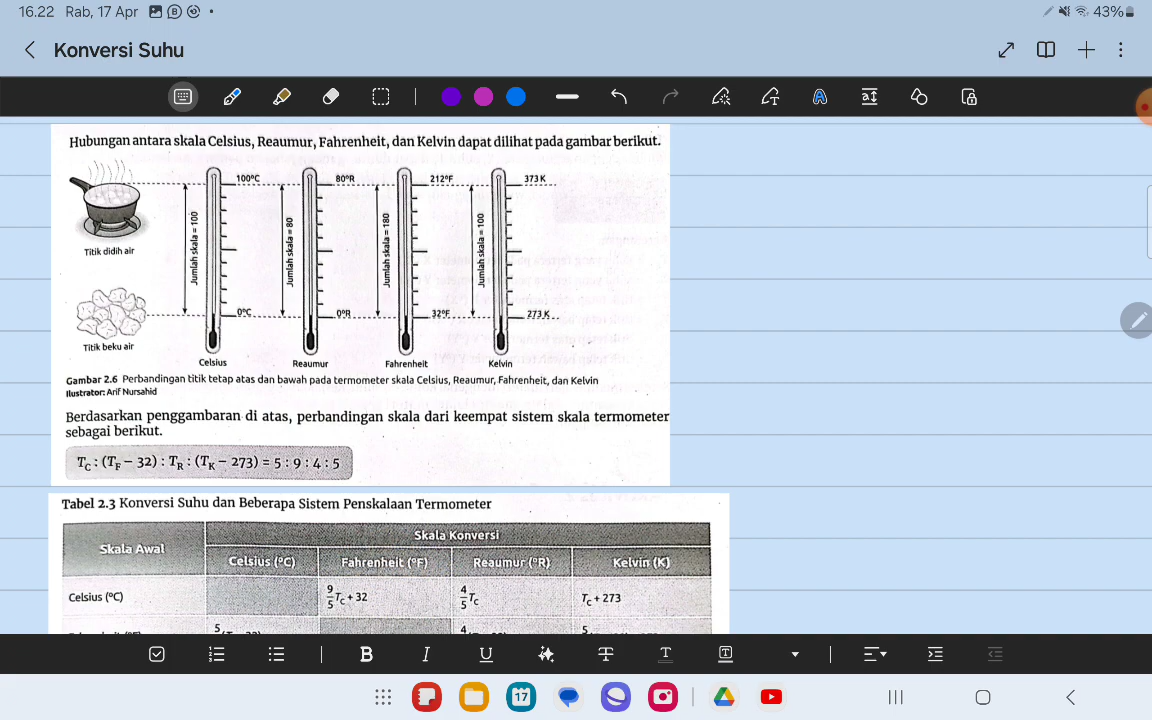 16.22 Rab, 17 Apr
43%
Konversi Suhu
Hubungan antara skala Celsius, Reaumur, Fahrenheit, dan Kelvin dapat dilihat pada gambar berikut.
100°C 80°R 212°F 373 K
Jumlah skala = 100
Jumlah skala = 80
Jumlah skala = 180
Jumlah skala = 100
Titik didih air
0°C 0°R 32°F 273 K
Titik beku air
Celsius Reaumur Fahrenheit Kelvin
Gambar 2.6 Perbandingan titik tetap atas dan bawah pada termometer skala Celsius, Reaumur, Fahrenheit, dan Kelvin
Ilustrator: Arif Nursahid
Berdasarkan penggambaran di atas, perbandingan skala dari keempat sistem skala termometer
sebagai berikut.
T_C : (T_F − 32) : T_R : (T_K − 273) = 5 : 9 : 4 : 5
Tabel 2.3 Konversi Suhu dan Beberapa Sistem Penskalaan Termometer
Skala Awal
Skala Konversi
Celsius (°C) Fahrenheit (°F) Reaumur (°R) Kelvin (K)
Celsius (°C) 9/5 T_C + 32 4/5 T_C T_C + 273
B I U T T T
17